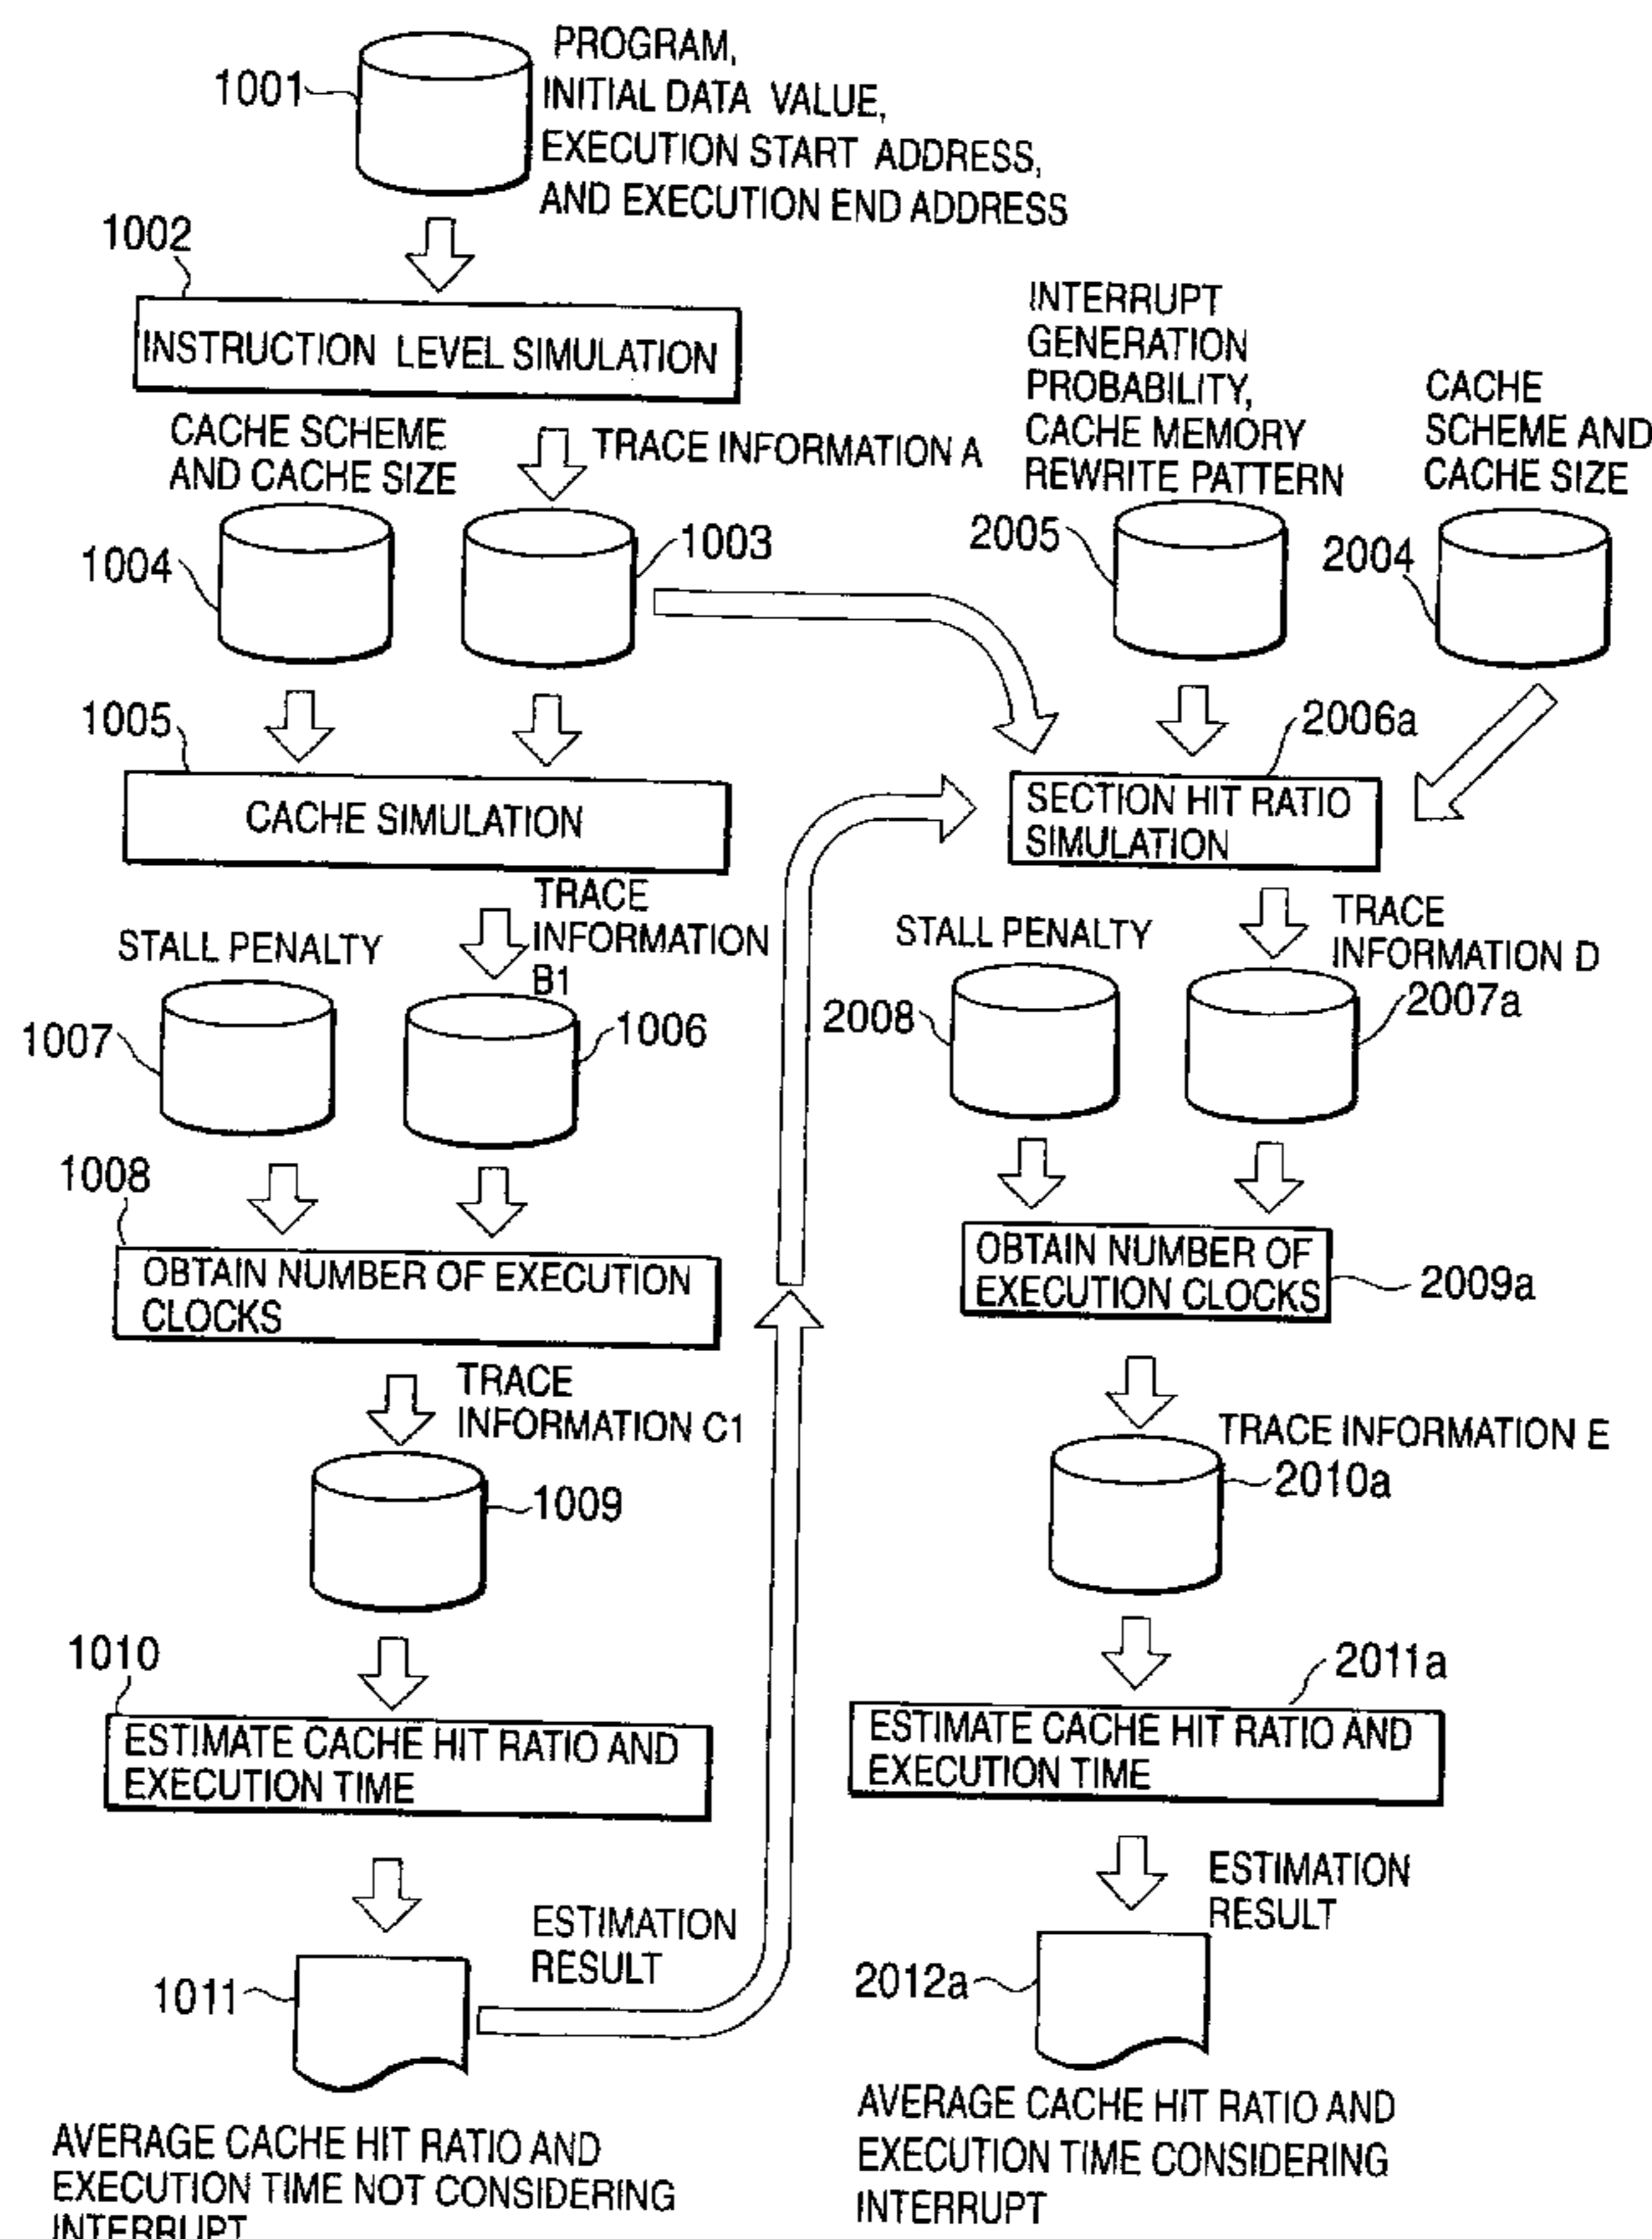 PROGRAM,
1001
INITIAL DATA VALUE,
EXECUTION START ADDRESS,
AND EXECUTION END ADDRESS
1002
INSTRUCTION LEVEL SIMULATION
CACHE SCHEME
AND CACHE SIZE
TRACE INFORMATION A
1004
1003
INTERRUPT
GENERATION
PROBABILITY,
CACHE MEMORY
REWRITE PATTERN
2005
CACHE
SCHEME AND
CACHE SIZE
2004
1005
CACHE SIMULATION
2006a
SECTION HIT RATIO
SIMULATION
TRACE
INFORMATION
B1
STALL PENALTY
1007
1006
STALL PENALTY
2008
TRACE
INFORMATION D
2007a
1008
OBTAIN NUMBER OF EXECUTION
CLOCKS
OBTAIN NUMBER OF
EXECUTION CLOCKS
2009a
TRACE
INFORMATION C1
1009
TRACE INFORMATION E
2010a
1010
ESTIMATE CACHE HIT RATIO AND
EXECUTION TIME
2011a
ESTIMATE CACHE HIT RATIO AND
EXECUTION TIME
ESTIMATION
RESULT
1011
ESTIMATION
RESULT
2012a
AVERAGE CACHE HIT RATIO AND
EXECUTION TIME NOT CONSIDERING
INTERRUPT
AVERAGE CACHE HIT RATIO AND
EXECUTION TIME CONSIDERING
INTERRUPT